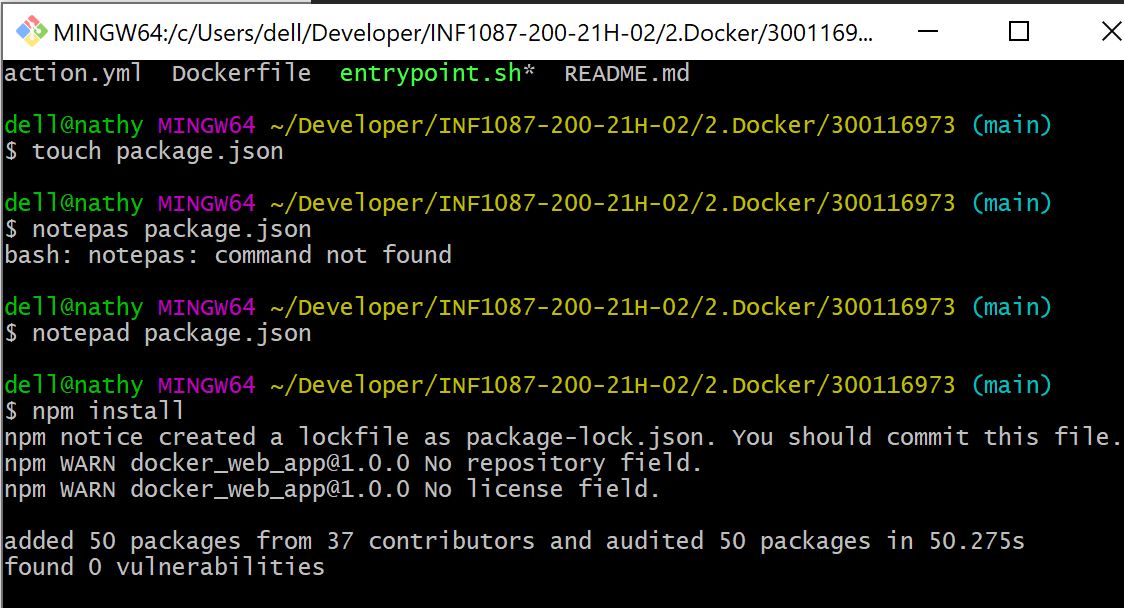 MINGW64:/c/Users/dell/Developer/INF1087-200-21H-02/2.Docker/3001169...
action.yml  Dockerfile  entrypoint.sh*  README.md
dell@nathy MINGW64 ~/Developer/INF1087-200-21H-02/2.Docker/300116973 (main)
$ touch package.json
dell@nathy MINGW64 ~/Developer/INF1087-200-21H-02/2.Docker/300116973 (main)
$ notepas package.json
bash: notepas: command not found
dell@nathy MINGW64 ~/Developer/INF1087-200-21H-02/2.Docker/300116973 (main)
$ notepad package.json
dell@nathy MINGW64 ~/Developer/INF1087-200-21H-02/2.Docker/300116973 (main)
$ npm install
npm notice created a lockfile as package-lock.json. You should commit this file.
npm WARN docker_web_app@1.0.0 No repository field.
npm WARN docker_web_app@1.0.0 No license field.
added 50 packages from 37 contributors and audited 50 packages in 50.275s
found 0 vulnerabilities